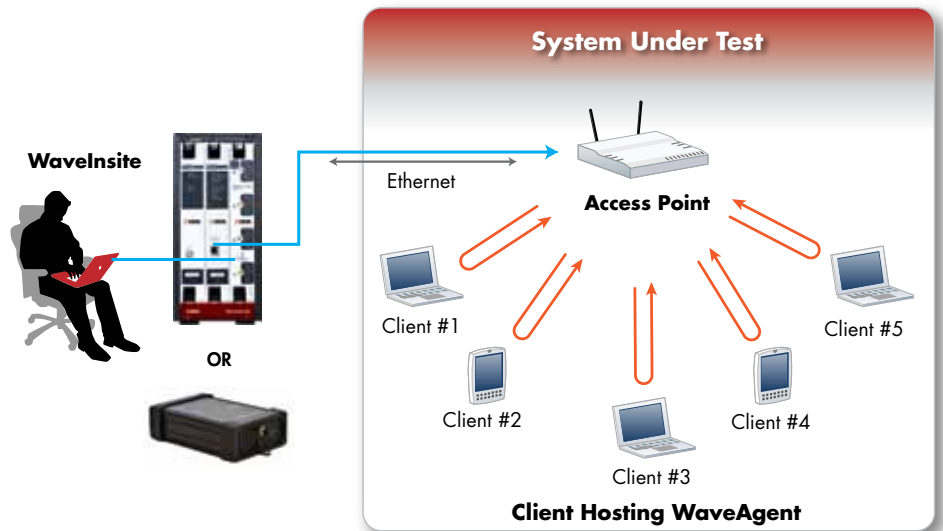 System Under Test
WaveInsite
Ethernet
Access Point
Client #1
Client #5
OR
Client #2
Client #4
Client #3
Client Hosting WaveAgent